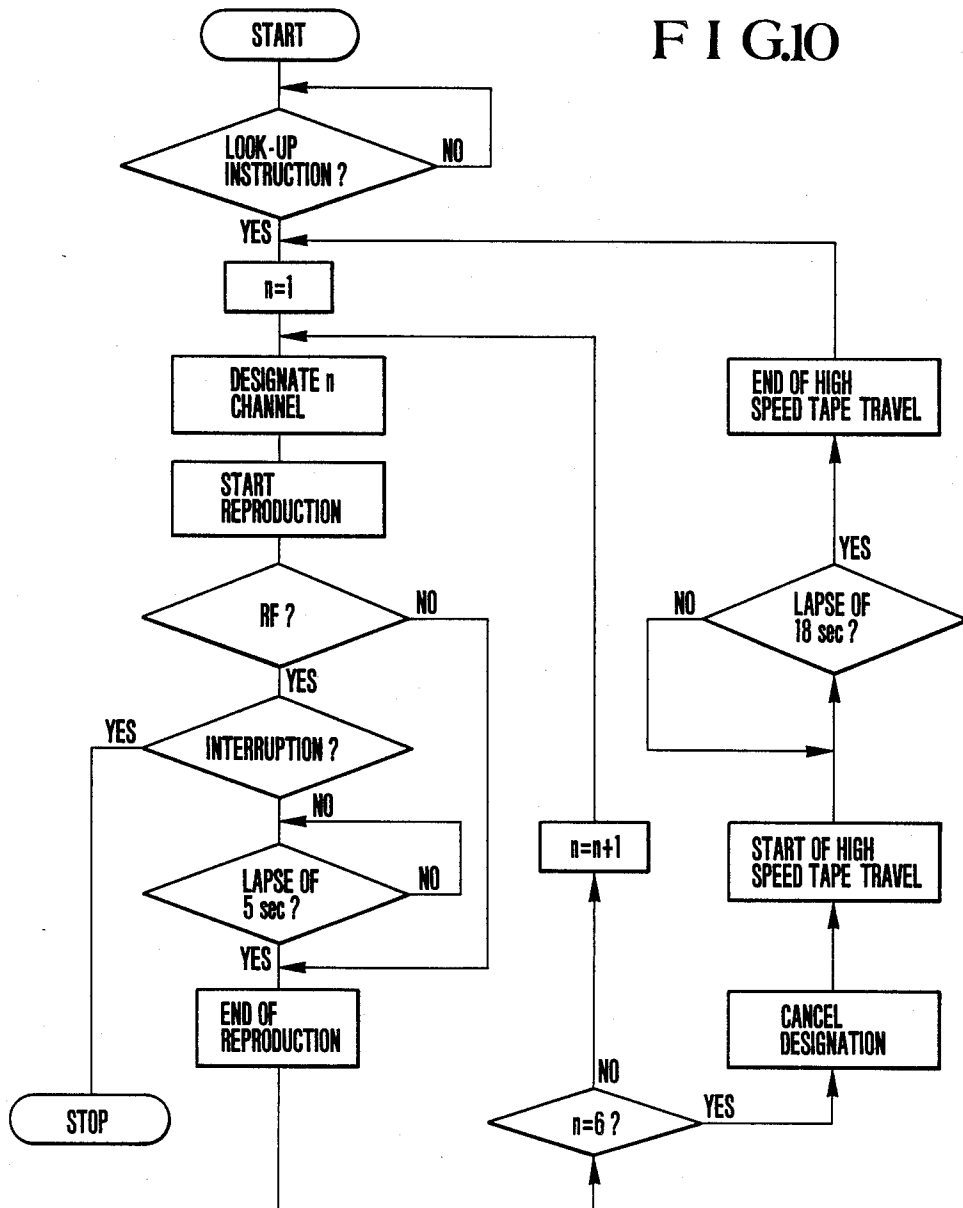 F I G.10
START
LOOK-UP
INSTRUCTION ?
NO
YES
n=1
DESIGNATE n
CHANNEL
START
REPRODUCTION
RF ?
NO
YES
INTERRUPTION ?
YES
NO
LAPSE OF
5 sec ?
NO
YES
END OF
REPRODUCTION
STOP
n=n+1
NO
n=6 ?
YES
END OF HIGH
SPEED TAPE TRAVEL
YES
NO
LAPSE OF
18 sec ?
START OF HIGH
SPEED TAPE TRAVEL
CANCEL
DESIGNATION